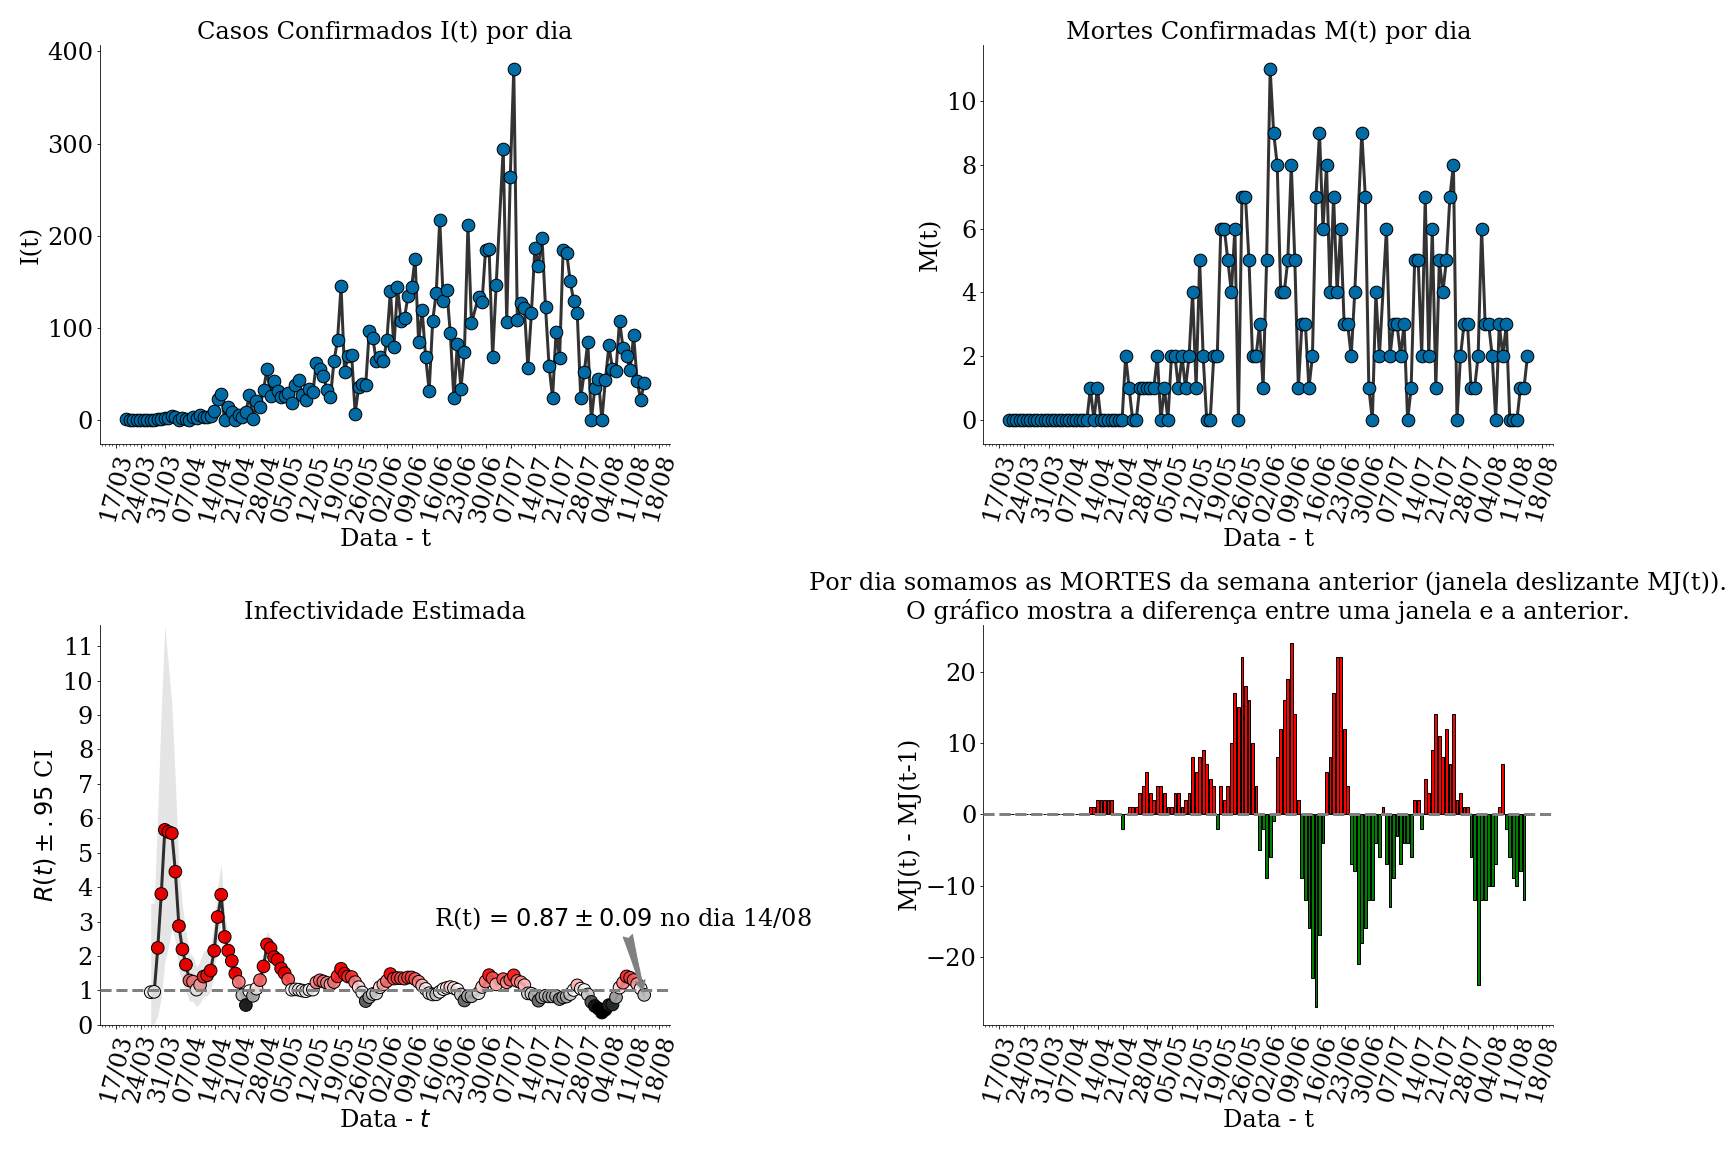 Casos Confirmados I(t) por dia
400
300
200
100
0
I(t)
17/03 24/03 31/03 07/04 14/04 21/04 28/04 05/05 12/05 19/05 26/05 02/06 09/06 16/06 23/06 30/06 07/07 14/07 21/07 28/07 04/08 11/08 18/08
Data - t
Mortes Confirmadas M(t) por dia
10
8
6
4
2
0
M(t)
17/03 24/03 31/03 07/04 14/04 21/04 28/04 05/05 12/05 19/05 26/05 02/06 09/06 16/06 23/06 30/06 07/07 14/07 21/07 28/07 04/08 11/08 18/08
Data - t
Infectividade Estimada
11
10
9
8
7
6
5
4
3
2
1
0
R(t) ± .95 CI
R(t) = 0.87 ± 0.09 no dia 14/08
17/03 24/03 31/03 07/04 14/04 21/04 28/04 05/05 12/05 19/05 26/05 02/06 09/06 16/06 23/06 30/06 07/07 14/07 21/07 28/07 04/08 11/08 18/08
Data - t
Por dia somamos as MORTES da semana anterior (janela deslizante MJ(t)).
O gráfico mostra a diferença entre uma janela e a anterior.
20
10
0
−10
−20
MJ(t) - MJ(t-1)
17/03 24/03 31/03 07/04 14/04 21/04 28/04 05/05 12/05 19/05 26/05 02/06 09/06 16/06 23/06 30/06 07/07 14/07 21/07 28/07 04/08 11/08 18/08
Data - t